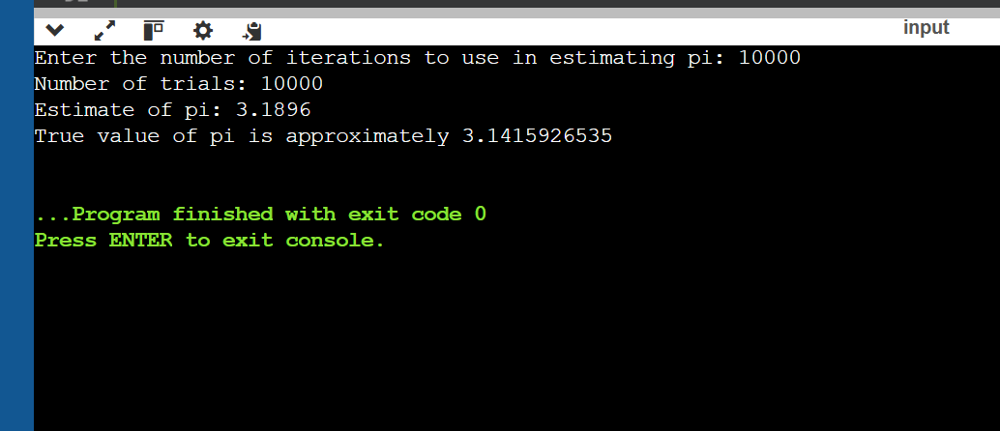 input
Enter the number of iterations to use in estimating pi: 10000
Number of trials: 10000
Estimate of pi: 3.1896
True value of pi is approximately 3.1415926535
...Program finished with exit code 0
Press ENTER to exit console.